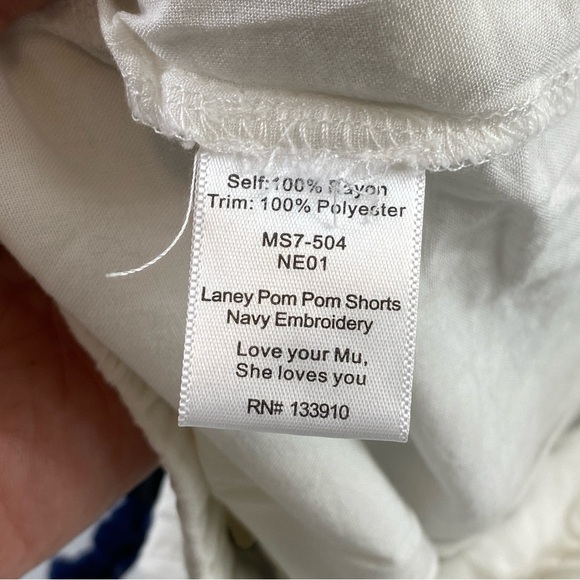 Self:100% Rayon
Trim: 100% Polyester
MS7-504
NE01
Laney Pom Pom Shorts
Navy Embroidery
Love your Mu,
She loves you
RN# 133910